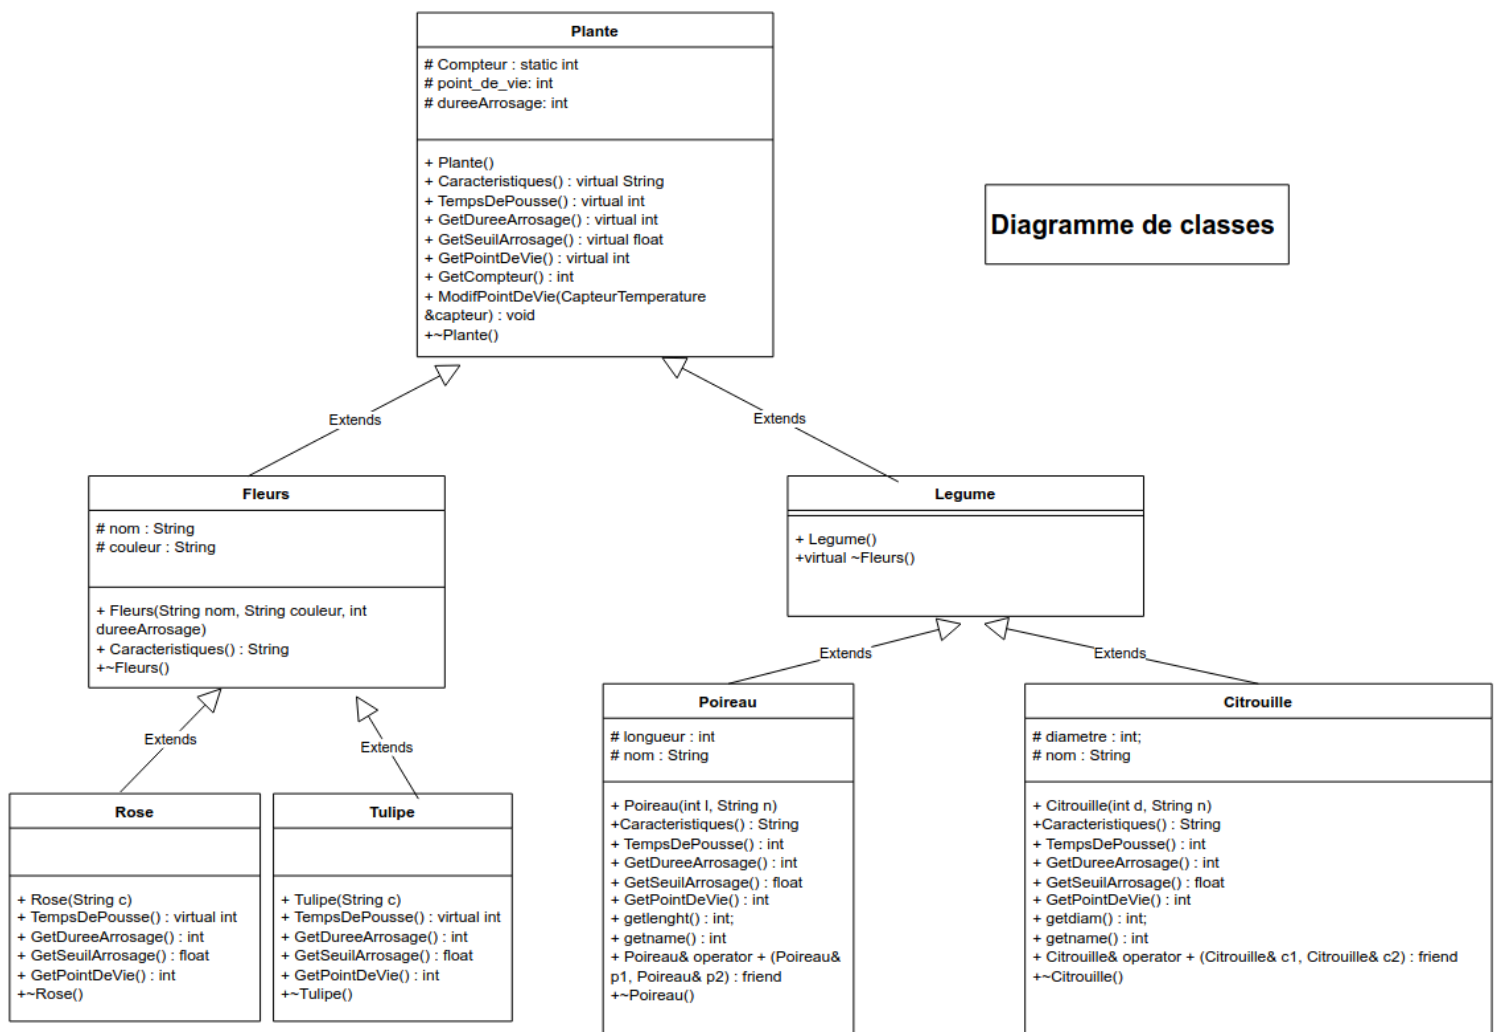 Plante
# Compteur : static int
# point_de_vie: int
# dureeArrosage: int
+ Plante()
+ Caracteristiques() : virtual String
+ TempsDePousse() : virtual int
+ GetDureeArrosage() : virtual int
+ GetSeuilArrosage() : virtual float
+ GetPointDeVie() : virtual int
+ GetCompteur() : int
+ ModifPointDeVie(CapteurTemperature
&capteur) : void
+~Plante()
Diagramme de classes
Extends
Extends
Fleurs
# nom : String
# couleur : String
+ Fleurs(String nom, String couleur, int
dureeArrosage)
+ Caracteristiques() : String
+~Fleurs()
Legume
+ Legume()
+virtual ~Fleurs()
Extends
Extends
Extends
Extends
Rose
+ Rose(String c)
+ TempsDePousse() : virtual int
+ GetDureeArrosage() : int
+ GetSeuilArrosage() : float
+ GetPointDeVie() : int
+~Rose()
Tulipe
+ Tulipe(String c)
+ TempsDePousse() : virtual int
+ GetDureeArrosage() : int
+ GetSeuilArrosage() : float
+ GetPointDeVie() : int
+~Tulipe()
Poireau
# longueur : int
# nom : String
+ Poireau(int l, String n)
+Caracteristiques() : String
+ TempsDePousse() : int
+ GetDureeArrosage() : int
+ GetSeuilArrosage() : float
+ GetPointDeVie() : int
+ getlenght() : int;
+ getname() : int
+ Poireau& operator + (Poireau&
p1, Poireau& p2) : friend
+~Poireau()
Citrouille
# diametre : int;
# nom : String
+ Citrouille(int d, String n)
+Caracteristiques() : String
+ TempsDePousse() : int
+ GetDureeArrosage() : int
+ GetSeuilArrosage() : float
+ GetPointDeVie() : int
+ getdiam() : int;
+ getname() : int
+ Citrouille& operator + (Citrouille& c1, Citrouille& c2) : friend
+~Citrouille()